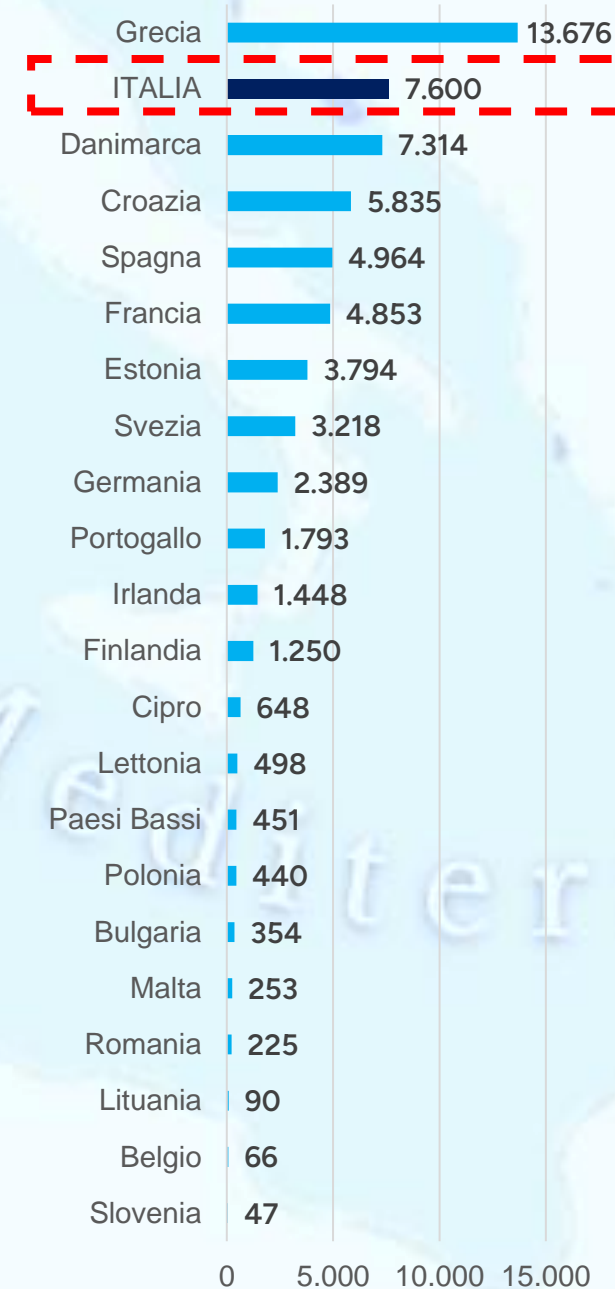 Grecia 13.676
ITALIA 7.600
Danimarca 7.314
Croazia 5.835
Spagna 4.964
Francia 4.853
Estonia 3.794
Svezia 3.218
Germania 2.389
Portogallo 1.793
Irlanda 1.448
Finlandia 1.250
Cipro 648
Lettonia 498
Paesi Bassi 451
Polonia 440
Bulgaria 354
Malta 253
Romania 225
Lituania 90
Belgio 66
Slovenia 47
0 5.000 10.000 15.000
Mediter